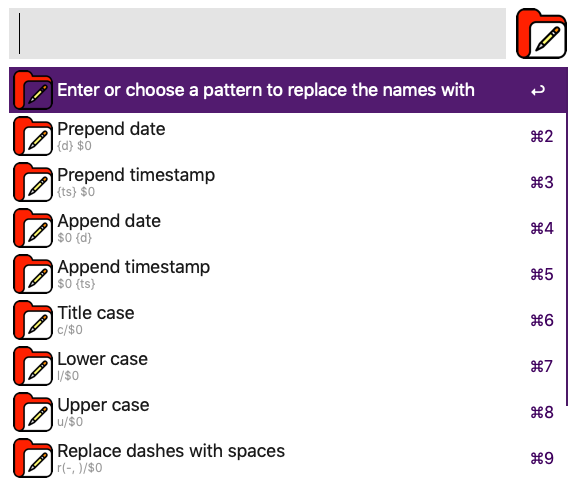 Enter or choose a pattern to replace the names with ↩
Prepend date ⌘2
{d} $0
Prepend timestamp ⌘3
{ts} $0
Append date ⌘4
$0 {d}
Append timestamp ⌘5
$0 {ts}
Title case ⌘6
c/$0
Lower case ⌘7
l/$0
Upper case ⌘8
u/$0
Replace dashes with spaces ⌘9
r(-, )/$0